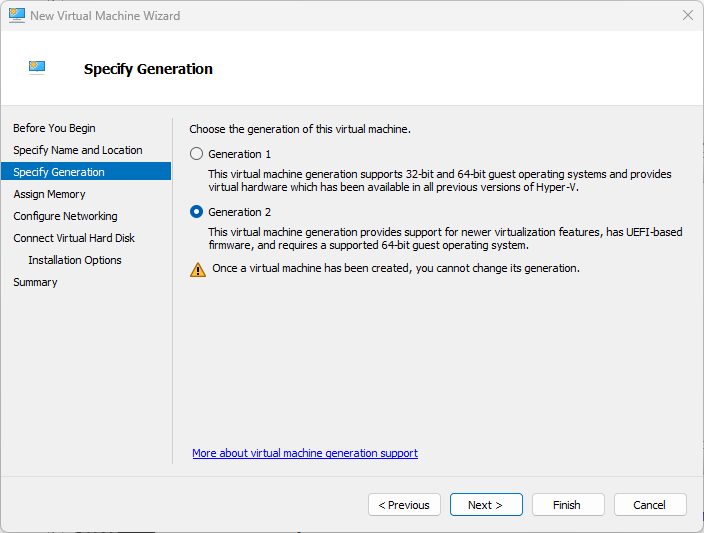 New Virtual Machine Wizard
Specify Generation
Before You Begin
Specify Name and Location
Specify Generation
Assign Memory
Configure Networking
Connect Virtual Hard Disk
Installation Options
Summary
Choose the generation of this virtual machine.
Generation 1
This virtual machine generation supports 32-bit and 64-bit guest operating systems and provides
virtual hardware which has been available in all previous versions of Hyper-V.
Generation 2
This virtual machine generation provides support for newer virtualization features, has UEFI-based
firmware, and requires a supported 64-bit guest operating system.
Once a virtual machine has been created, you cannot change its generation.
More about virtual machine generation support
< Previous
Next >
Finish
Cancel